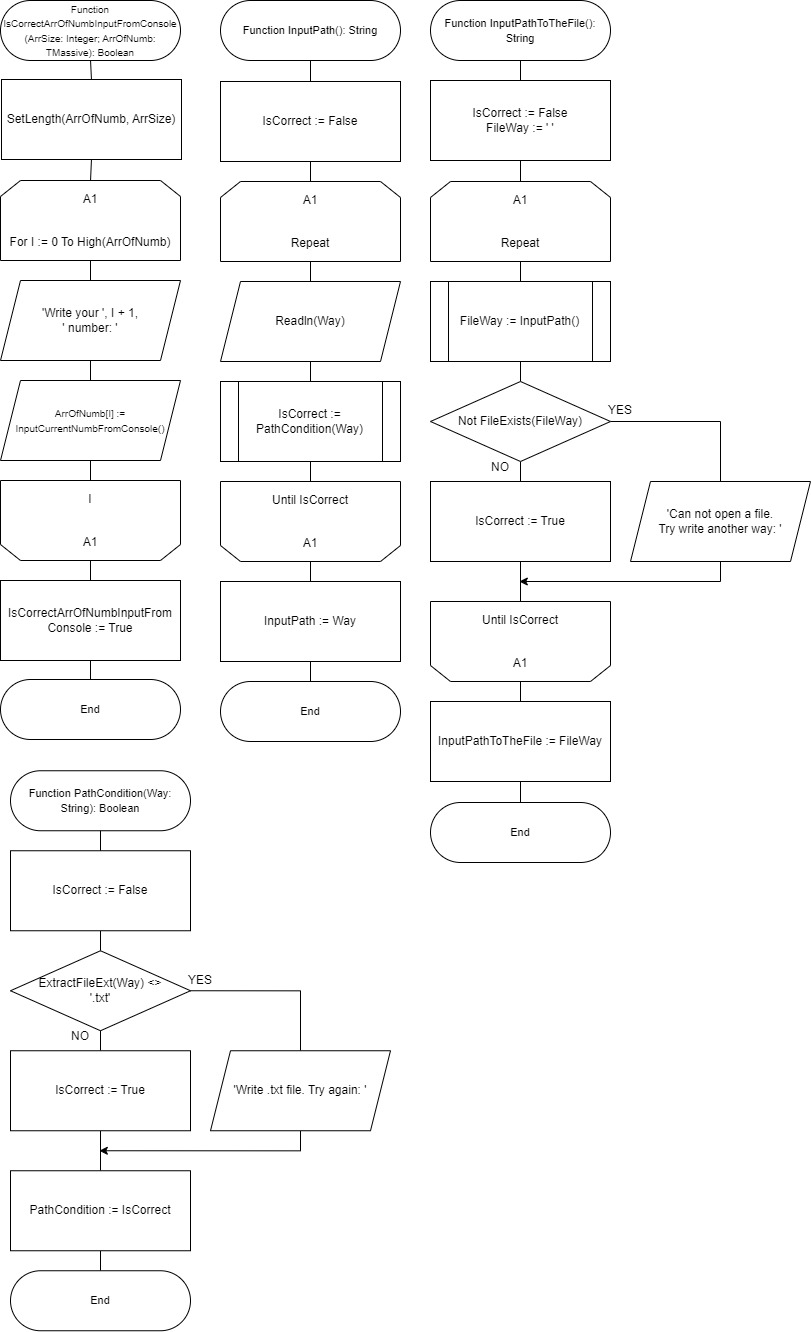 Function
IsCorrectArrOfNumbInputFromConsole
(ArrSize: Integer; ArrOfNumb:
TMassive): Boolean
SetLength(ArrOfNumb, ArrSize)
A1
For I := 0 To High(ArrOfNumb)
'Write your ', I + 1,
' number: '
ArrOfNumb[I] :=
InputCurrentNumbFromConsole()
I
A1
IsCorrectArrOfNumbInputFrom
Console := True
End
Function InputPath(): String
IsCorrect := False
A1
Repeat
Readln(Way)
IsCorrect :=
PathCondition(Way)
Until IsCorrect
A1
InputPath := Way
End
Function InputPathToTheFile():
String
IsCorrect := False
FileWay := ' '
A1
Repeat
FileWay := InputPath()
Not FileExists(FileWay)
YES
NO
IsCorrect := True
'Can not open a file.
Try write another way: '
Until IsCorrect
A1
InputPathToTheFile := FileWay
End
Function PathCondition(Way:
String): Boolean
IsCorrect := False
ExtractFileExt(Way) <>
'.txt'
YES
NO
IsCorrect := True
'Write .txt file. Try again: '
PathCondition := IsCorrect
End